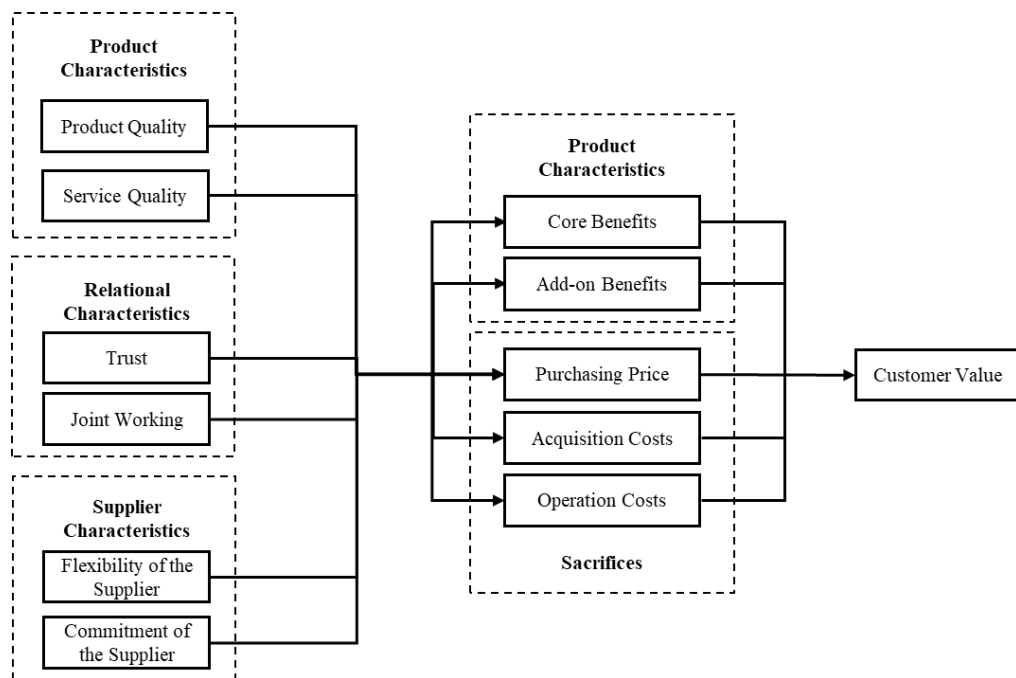 Product
Characteristics
Product Quality
Service Quality
Relational
Characteristics
Trust
Joint Working
Supplier
Characteristics
Flexibility of the
Supplier
Commitment of
the Supplier
Product
Characteristics
Core Benefits
Add-on Benefits
Purchasing Price
Acquisition Costs
Operation Costs
Sacrifices
Customer Value